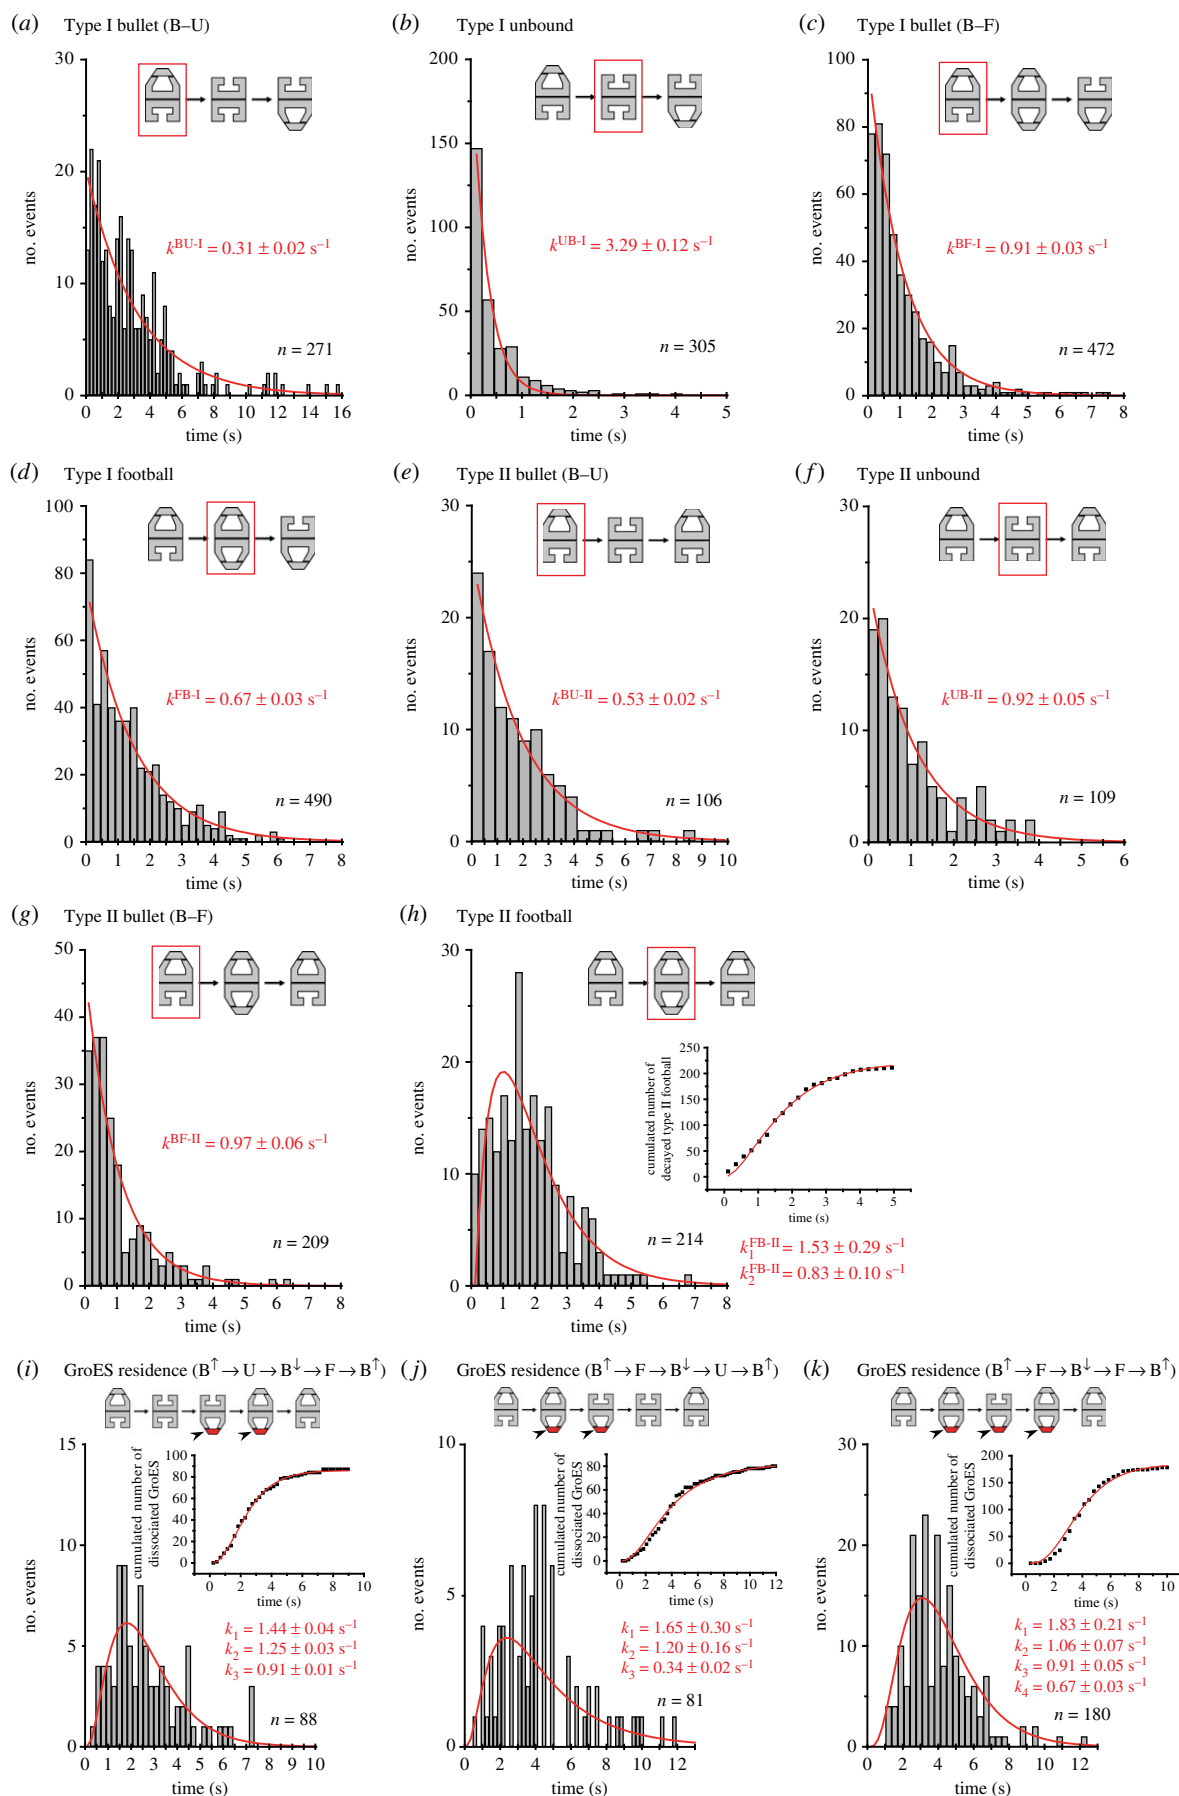 (a) Type I bullet (B–U)
30
20
10
0
no. events
k^BU-I = 0.31 ± 0.02 s⁻¹
n = 271
0 2 4 6 8 10 12 14 16
time (s)
(b) Type I unbound
200
150
100
50
0
no. events
k^UB-I = 3.29 ± 0.12 s⁻¹
n = 305
0 1 2 3 4 5
time (s)
(c) Type I bullet (B–F)
100
80
60
40
20
0
no. events
k^BF-I = 0.91 ± 0.03 s⁻¹
n = 472
0 1 2 3 4 5 6 7 8
time (s)
(d) Type I football
100
80
60
40
20
0
no. events
k^FB-I = 0.67 ± 0.03 s⁻¹
n = 490
0 1 2 3 4 5 6 7 8
time (s)
(e) Type II bullet (B–U)
30
20
10
0
no. events
k^BU-II = 0.53 ± 0.02 s⁻¹
n = 106
0 1 2 3 4 5 6 7 8 9 10
time (s)
(f) Type II unbound
30
20
10
0
no. events
k^UB-II = 0.92 ± 0.05 s⁻¹
n = 109
0 1 2 3 4 5 6
time (s)
(g) Type II bullet (B–F)
50
40
30
20
10
0
no. events
k^BF-II = 0.97 ± 0.06 s⁻¹
n = 209
0 1 2 3 4 5 6 7 8
time (s)
(h) Type II football
30
20
10
0
no. events
n = 214
0 1 2 3 4 5 6 7 8
time (s)
250
200
150
100
50
0
cumulated number of
decayed type II football
0 1 2 3 4 5
time (s)
k₁^FB-II = 1.53 ± 0.29 s⁻¹
k₂^FB-II = 0.83 ± 0.10 s⁻¹
(i) GroES residence (B↑→U→B↓→F→B↑)
15
10
5
0
no. events
100
80
60
40
20
0
cumulated number of
dissociated GroES
0 2 4 6 8 10
time (s)
k₁ = 1.44 ± 0.04 s⁻¹
k₂ = 1.25 ± 0.03 s⁻¹
k₃ = 0.91 ± 0.01 s⁻¹
n = 88
0 2 4 6 8 10
time (s)
(j) GroES residence (B↑→F→B↓→U→B↑)
10
5
0
no. events
80
60
40
20
0
cumulated number of
dissociated GroES
0 2 4 6 8 10 12
time (s)
k₁ = 1.65 ± 0.30 s⁻¹
k₂ = 1.20 ± 0.16 s⁻¹
k₃ = 0.34 ± 0.02 s⁻¹
n = 81
0 2 4 6 8 10 12
time (s)
(k) GroES residence (B↑→F→B↓→F→B↑)
30
20
10
0
no. events
200
150
100
50
0
cumulated number of
dissociated GroES
0 2 4 6 8 10
time (s)
k₁ = 1.83 ± 0.21 s⁻¹
k₂ = 1.06 ± 0.07 s⁻¹
k₃ = 0.91 ± 0.05 s⁻¹
k₄ = 0.67 ± 0.03 s⁻¹
n = 180
0 2 4 6 8 10 12
time (s)